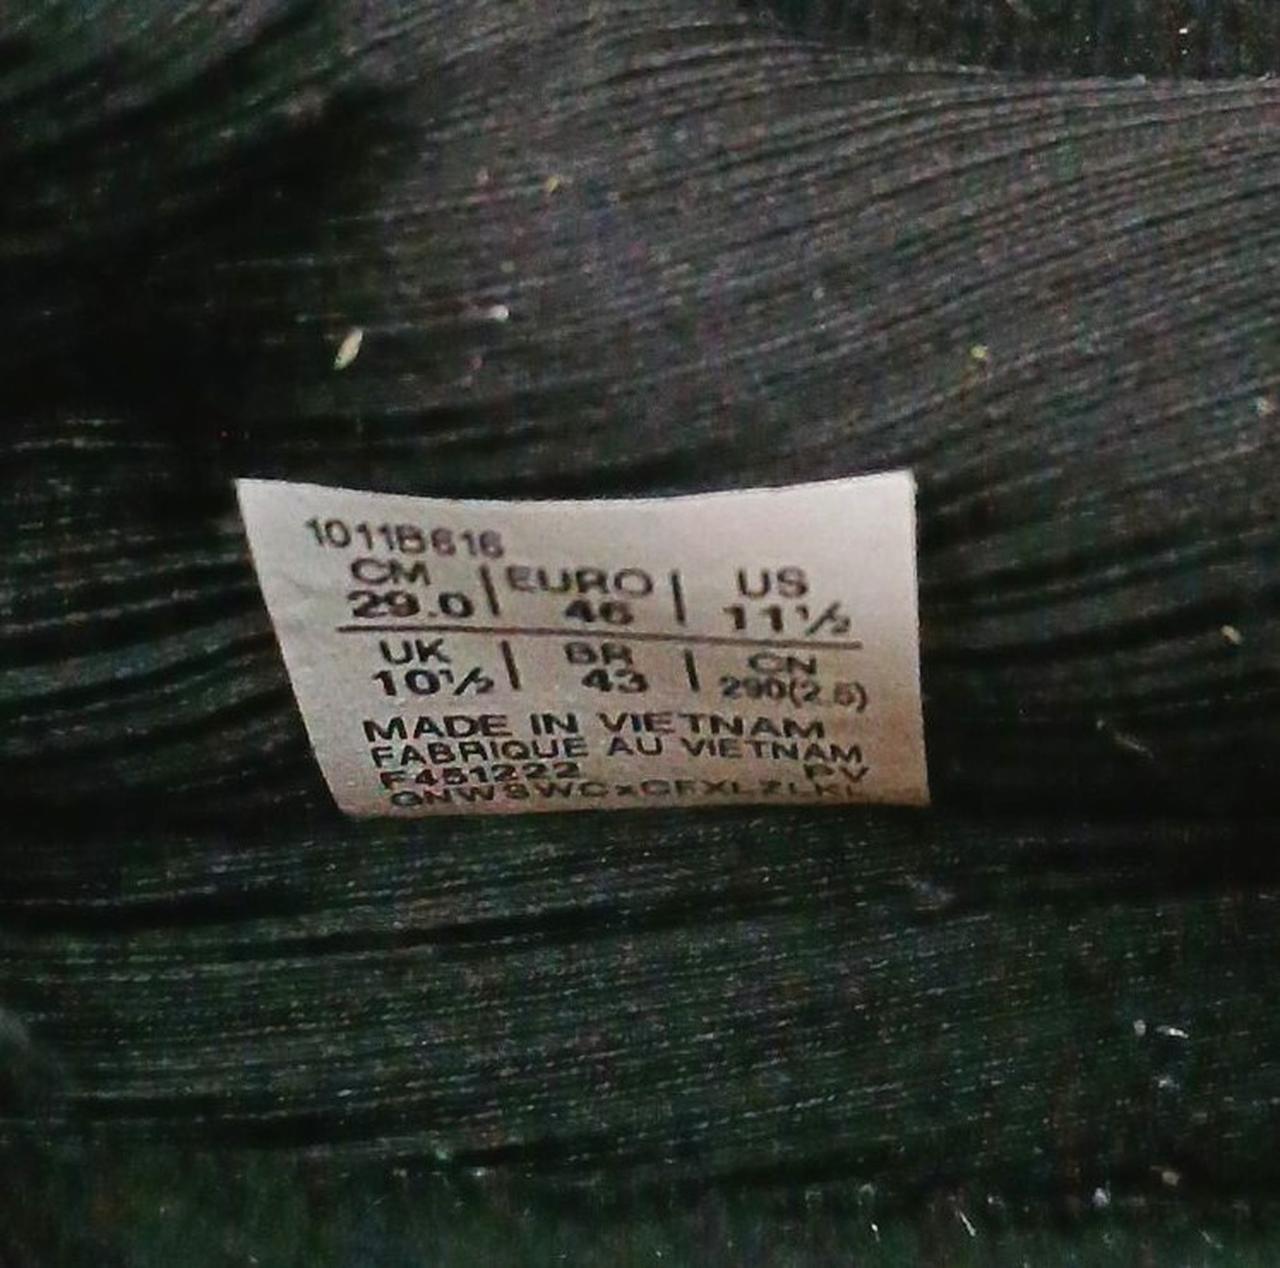 1011B616
CM | EURO | US
29.0 | 46 | 11½
UK | BR | CN
10½ | 43 | 290(2.5)
MADE IN VIETNAM
FABRIQUE AU VIETNAM
F451222 PV